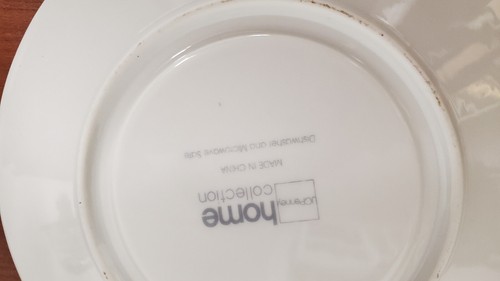 JCPenney
home
collection
MADE IN CHINA
Dishwasher and Microwave Safe